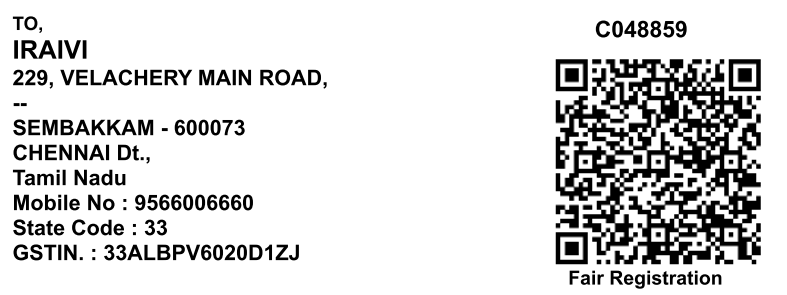 TO,
IRAIVI
229, VELACHERY MAIN ROAD,
--
SEMBAKKAM - 600073
CHENNAI Dt.,
Tamil Nadu
Mobile No : 9566006660
State Code : 33
GSTIN. : 33ALBPV6020D1ZJ
C048859
Fair Registration